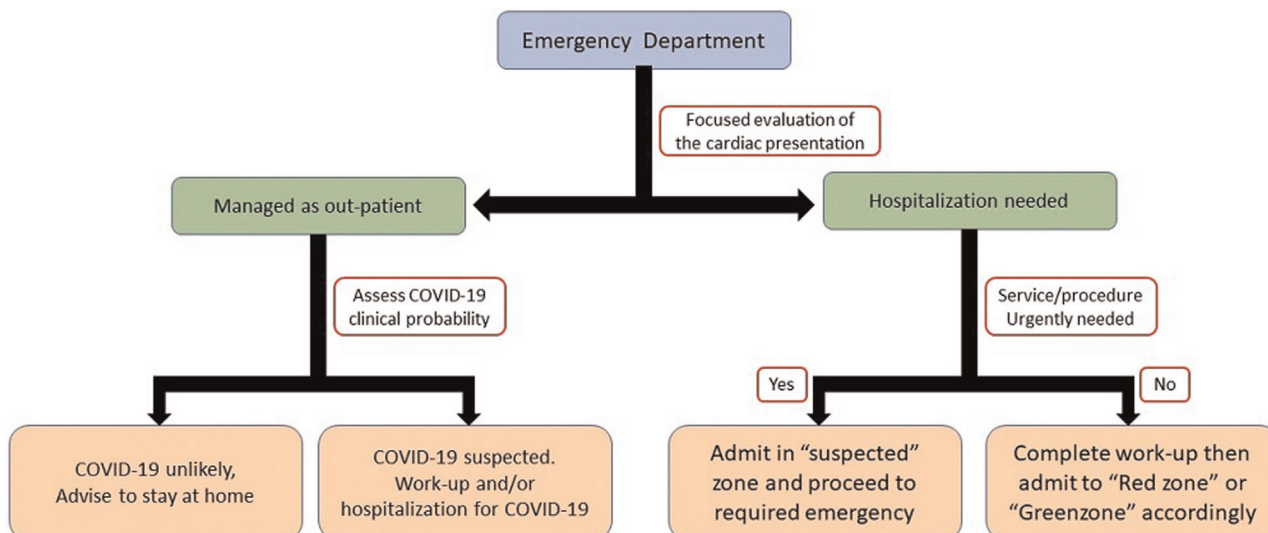 Emergency Department
Focused evaluation of
the cardiac presentation
Managed as out-patient
Hospitalization needed
Assess COVID-19
clinical probability
Service/procedure
Urgently needed
Yes
No
COVID-19 unlikely,
Advise to stay at home
COVID-19 suspected.
Work-up and/or
hospitalization for COVID-19
Admit in “suspected”
zone and proceed to
required emergency
Complete work-up then
admit to “Red zone” or
“Greenzone” accordingly